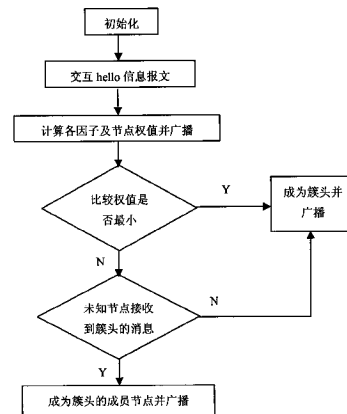 初始化
交互 hello 信息报文
计算各因子及节点权值并广播
比较权值是
否最小
Y
成为簇头并
广播
N
未知节点接收
到簇头的消息
N
Y
成为簇头的成员节点并广播